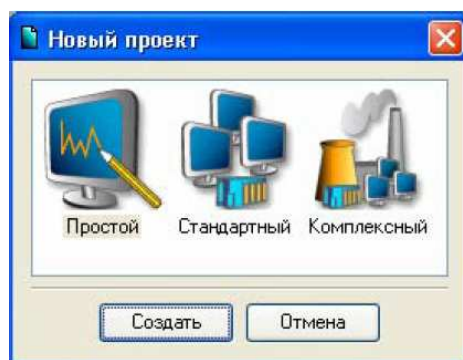 Новый проект
Простой Стандартный Комплексный
Создать Отмена